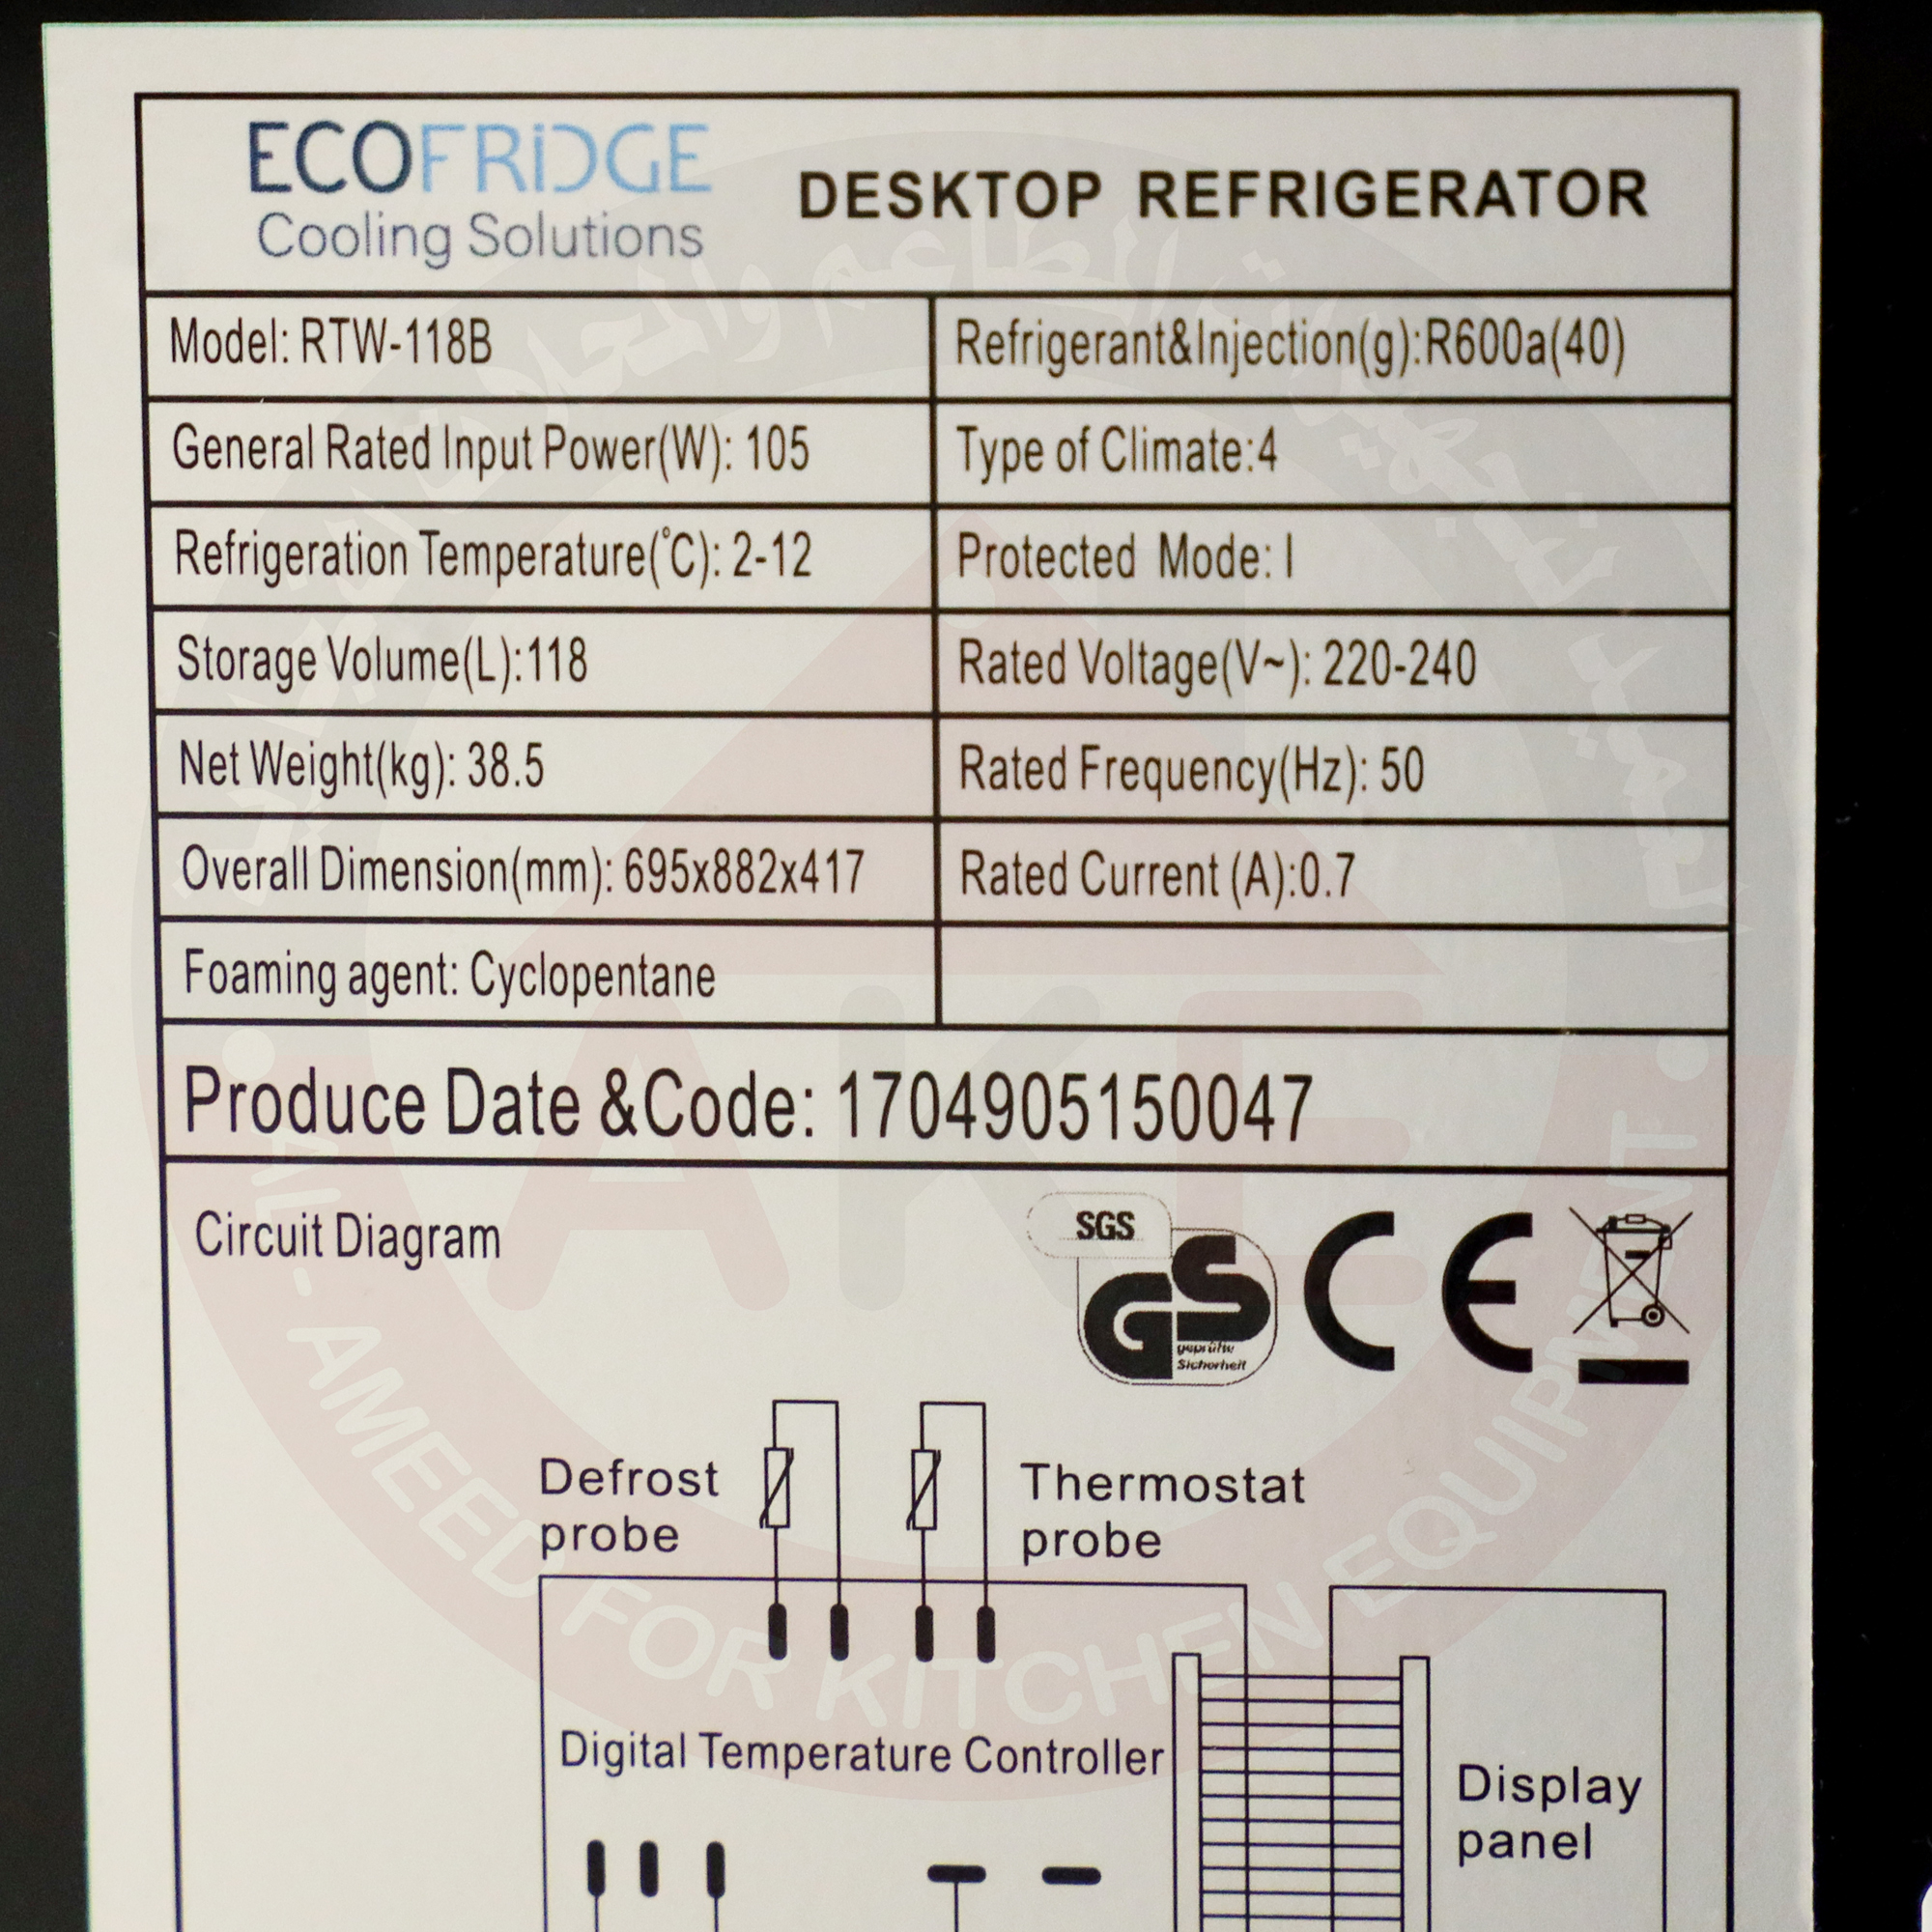 ECOFRIDGE
Cooling Solutions
DESKTOP REFRIGERATOR
Model: RTW-118B
Refrigerant&Injection(g):R600a(40)
General Rated Input Power(W): 105
Type of Climate:4
Refrigeration Temperature(℃): 2-12
Protected Mode: I
Storage Volume(L):118
Rated Voltage(V~): 220-240
Net Weight(kg): 38.5
Rated Frequency(Hz): 50
Overall Dimension(mm): 695x882x417
Rated Current (A):0.7
Foaming agent: Cyclopentane
Produce Date &Code: 1704905150047
Circuit Diagram
SGS
GS
geprüfte
Sicherheit
CE
Defrost
probe
Thermostat
probe
Digital Temperature Controller
Display
panel
AKE
AL - AMEED FOR KITCHEN EQUIPMENT